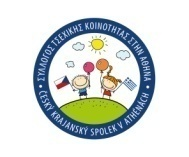 ΣΥΛΛΟΓΟΣ ΤΣΕΧΙΚΗΣ ΚΟΙΝΟΤΗΤΑΣ ΣΤΗΝ ΑΘΗΝΑ
ČESKÝ KRAJANSKÝ SPOLEK V ATHÉNÁCH